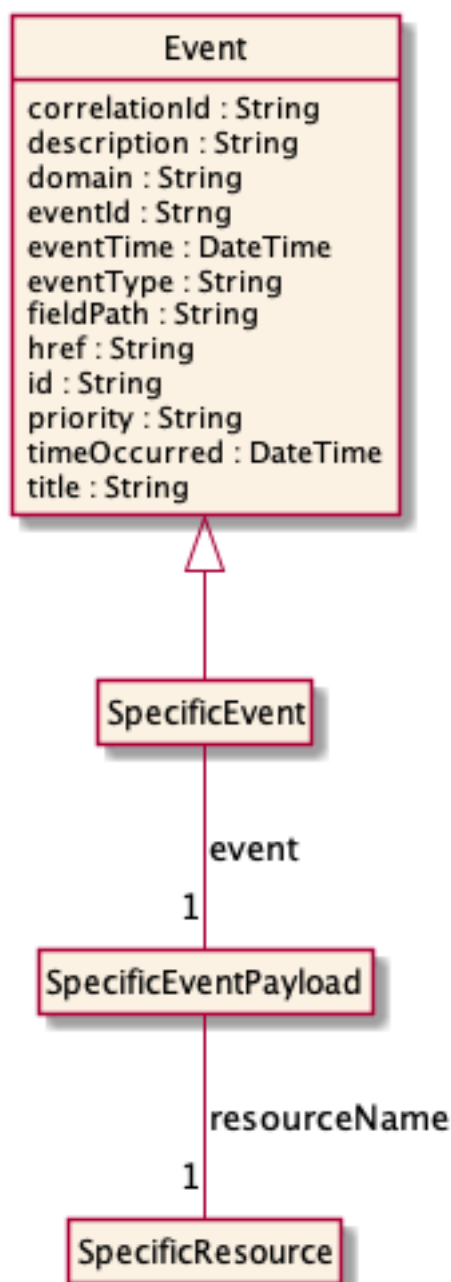 Event
correlationId : String
description : String
domain : String
eventId : Strng
eventTime : DateTime
eventType : String
fieldPath : String
href : String
id : String
priority : String
timeOccurred : DateTime
title : String
SpecificEvent
event
1
SpecificEventPayload
resourceName
1
SpecificResource